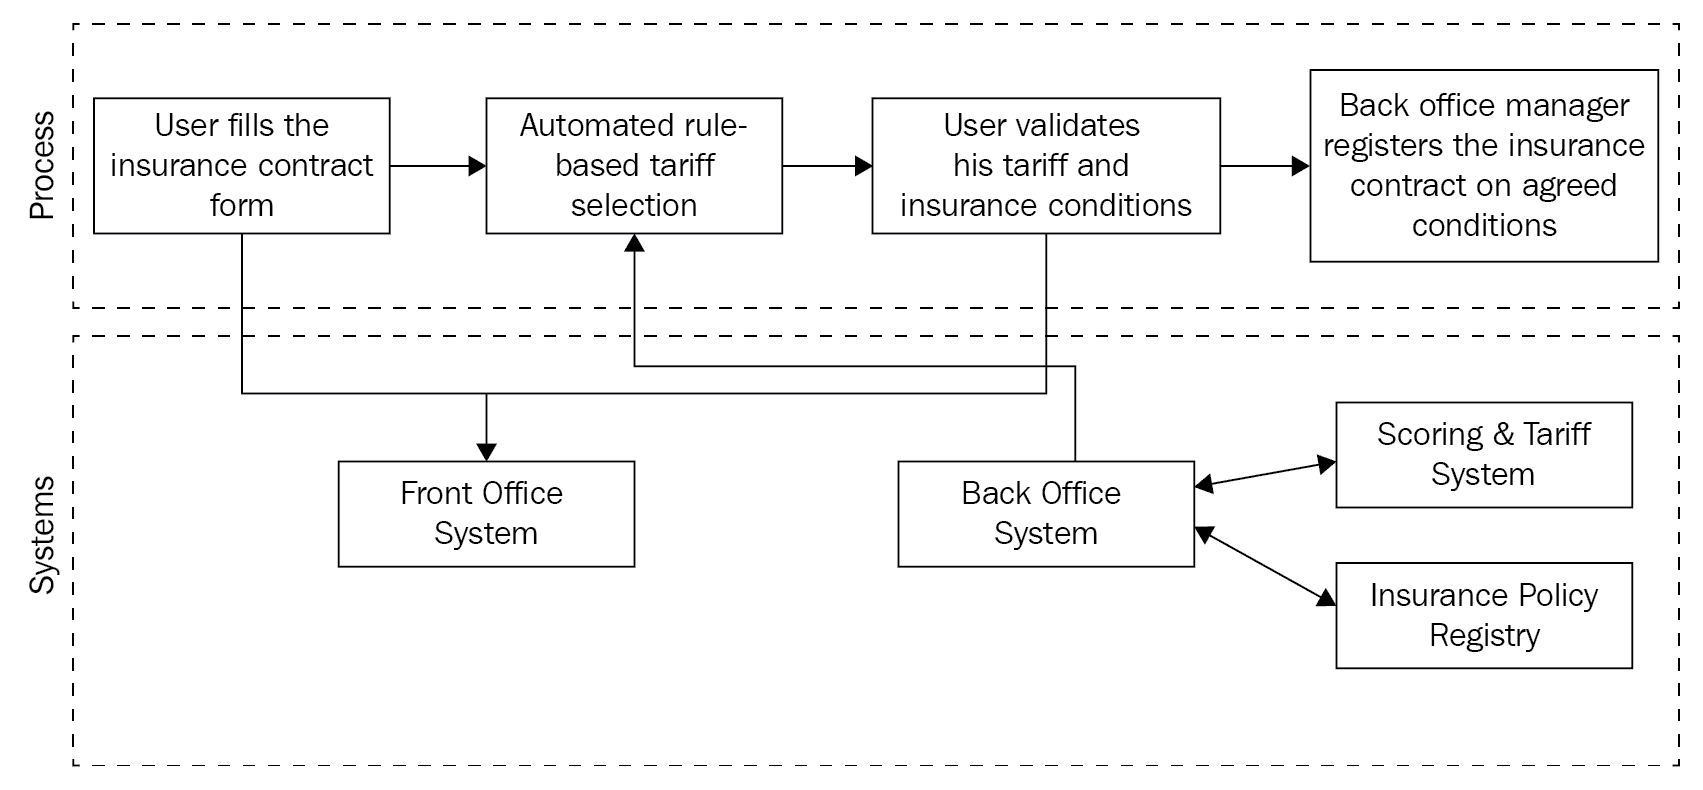 Process
User fills the
insurance contract
form
Automated rule-
based tariff
selection
User validates
his tariff and
insurance conditions
Back office manager
registers the insurance
contract on agreed
conditions
Systems
Front Office
System
Back Office
System
Scoring & Tariff
System
Insurance Policy
Registry